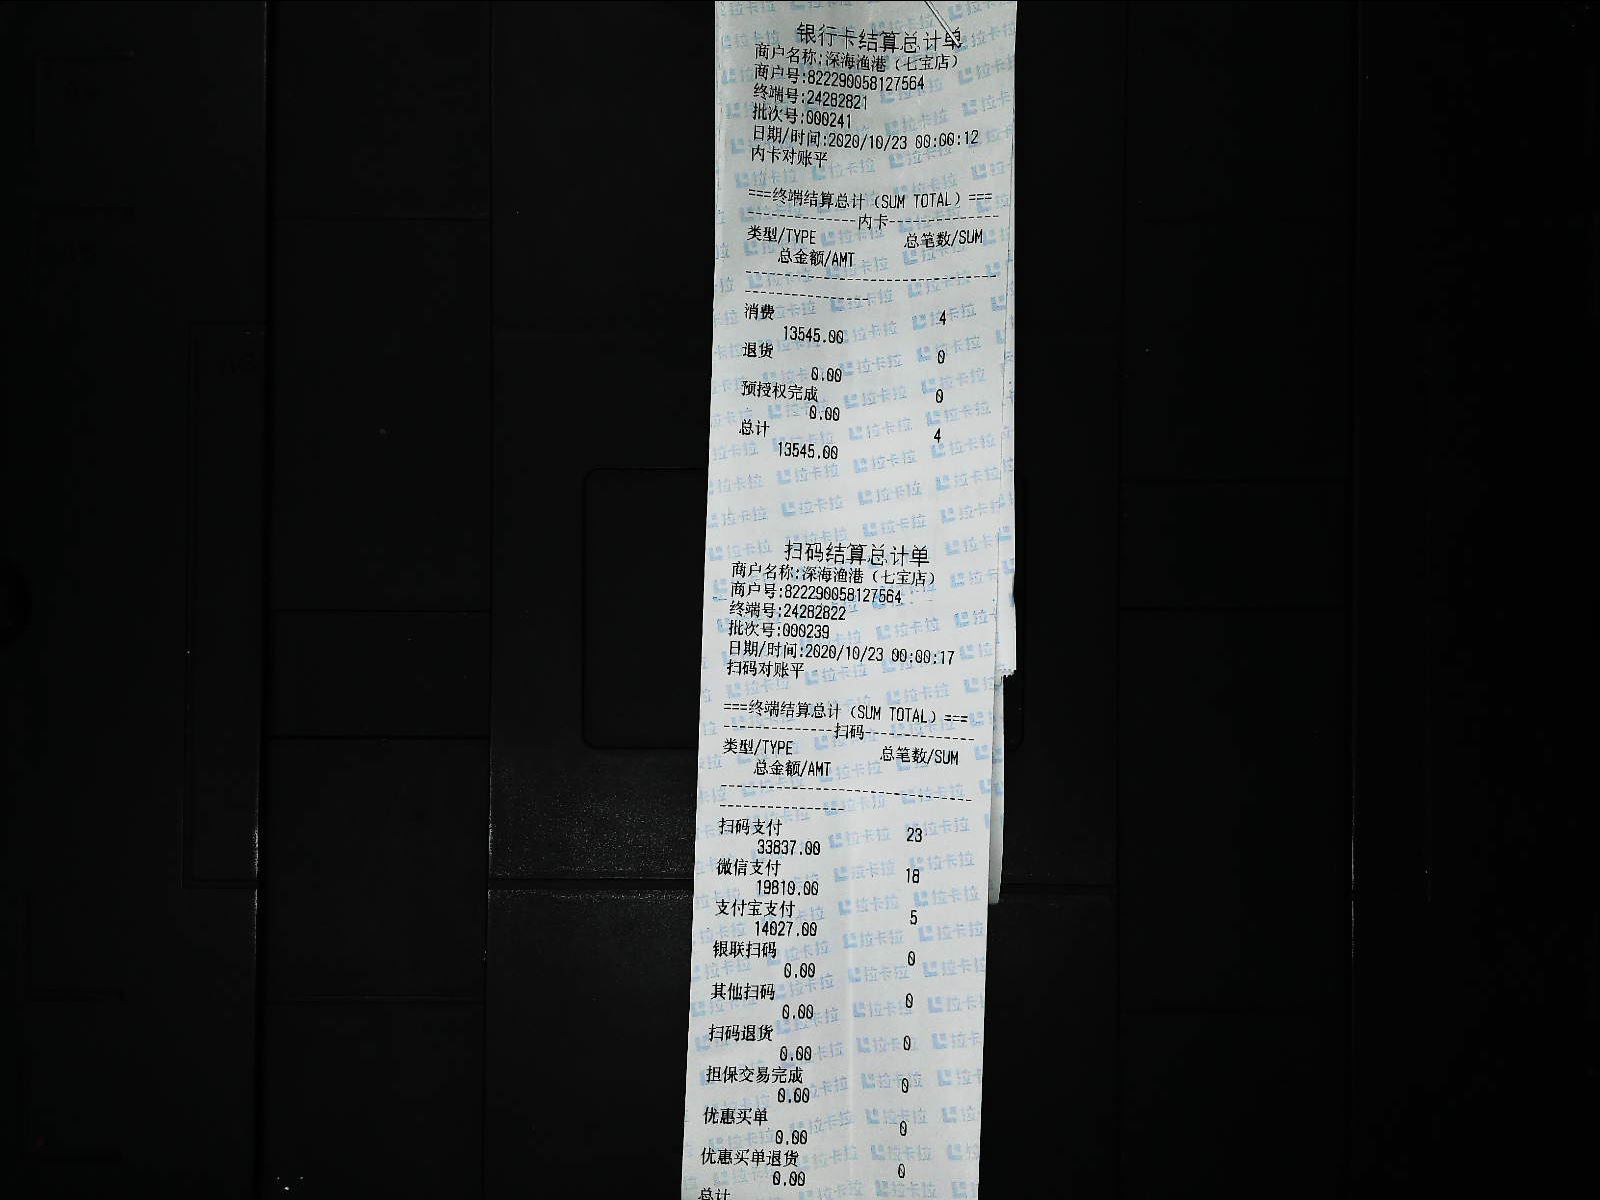 银行卡结算总计单
商户名称:深海渔港（七宝店）
商户号:822290058127564
终端号:24282821
批次号:000241
日期/时间:2020/10/23 00:00:12
内卡对账平
===终端结算总计（SUM TOTAL）===
内卡
类型/TYPE 总笔数/SUM
总金额/AMT
消费 4
13545.00
退货 0
0.00
预授权完成 0
0.00
总计 4
13545.00
扫码结算总计单
商户名称:深海渔港（七宝店）
商户号:822290058127564
终端号:24282822
批次号:000239
日期/时间:2020/10/23 00:00:17
扫码对账平
===终端结算总计（SUM TOTAL）===
扫码
类型/TYPE 总笔数/SUM
总金额/AMT
扫码支付 23
33837.00
微信支付 18
19810.00
支付宝支付 5
14027.00
银联扫码 0
0.00
其他扫码 0
0.00
扫码退货 0
0.00
担保交易完成 0
0.00
优惠买单 0
0.00
优惠买单退货 0
0.00
总计